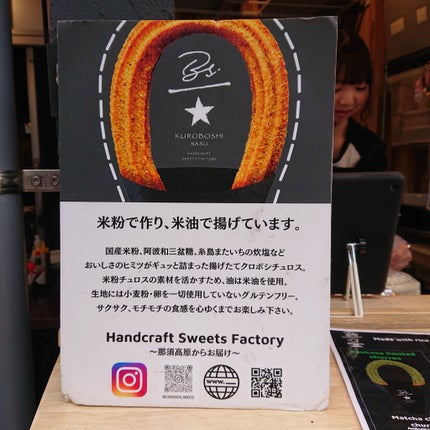 Bs.
KUROBOSHI
NASU
HANDCRAFT
SWEETS FACTORY
米粉で作り、米油で揚げています。
国産米粉、阿波和三盆糖、糸島またいちの炊塩など
おいしさのヒミツがギュッと詰まった揚げたてクロボシチュロス。
米粉チュロスの素材を活かすため、油は米油を使用。
生地には小麦粉・卵を一切使用していないグルテンフリー。
サクサク、モチモチの食感を心ゆくまでお楽しみ下さい。
Handcraft Sweets Factory
〜那須高原からお届け〜
www.
Made with rice
limited
churros
Matcha